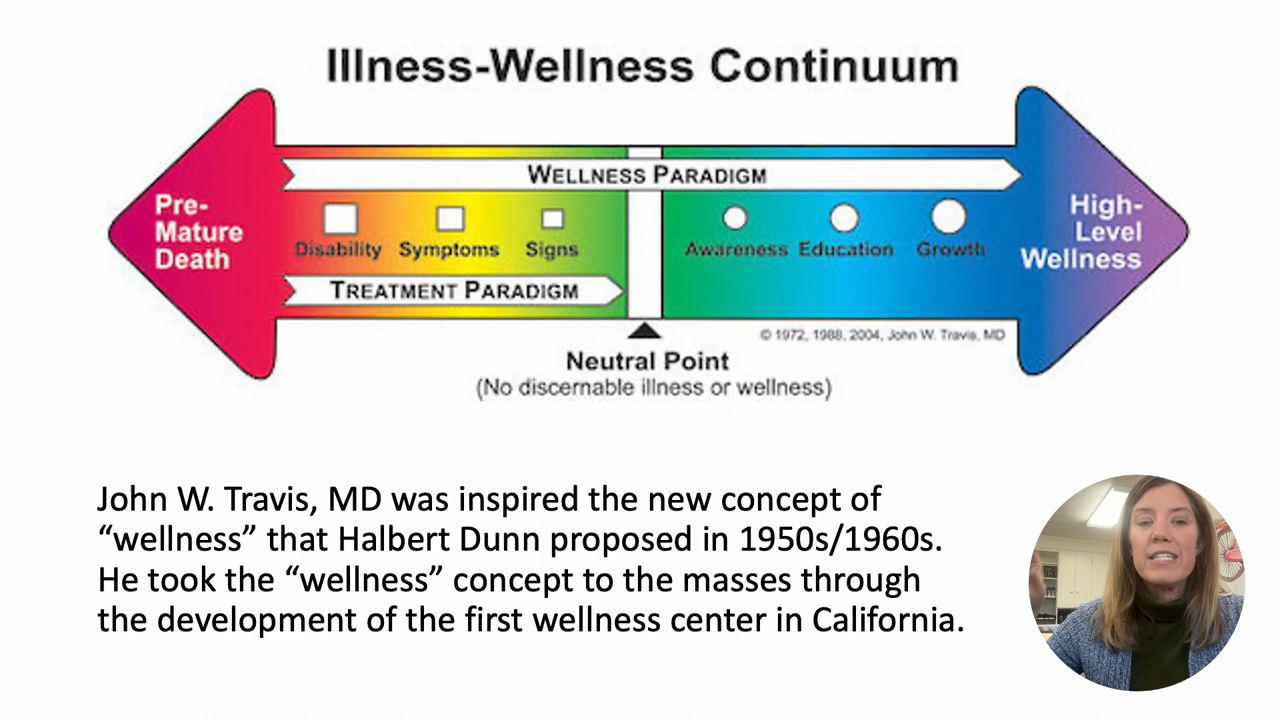 Illness-Wellness Continuum
WELLNESS PARADIGM
Pre-
Mature
Death
Disability Symptoms Signs
Awareness Education Growth
High-
Level
Wellness
TREATMENT PARADIGM
© 1972, 1988, 2004, John W. Travis, MD
Neutral Point
(No discernable illness or wellness)
John W. Travis, MD was inspired the new concept of
“wellness” that Halbert Dunn proposed in 1950s/1960s.
He took the “wellness” concept to the masses through
the development of the first wellness center in California.